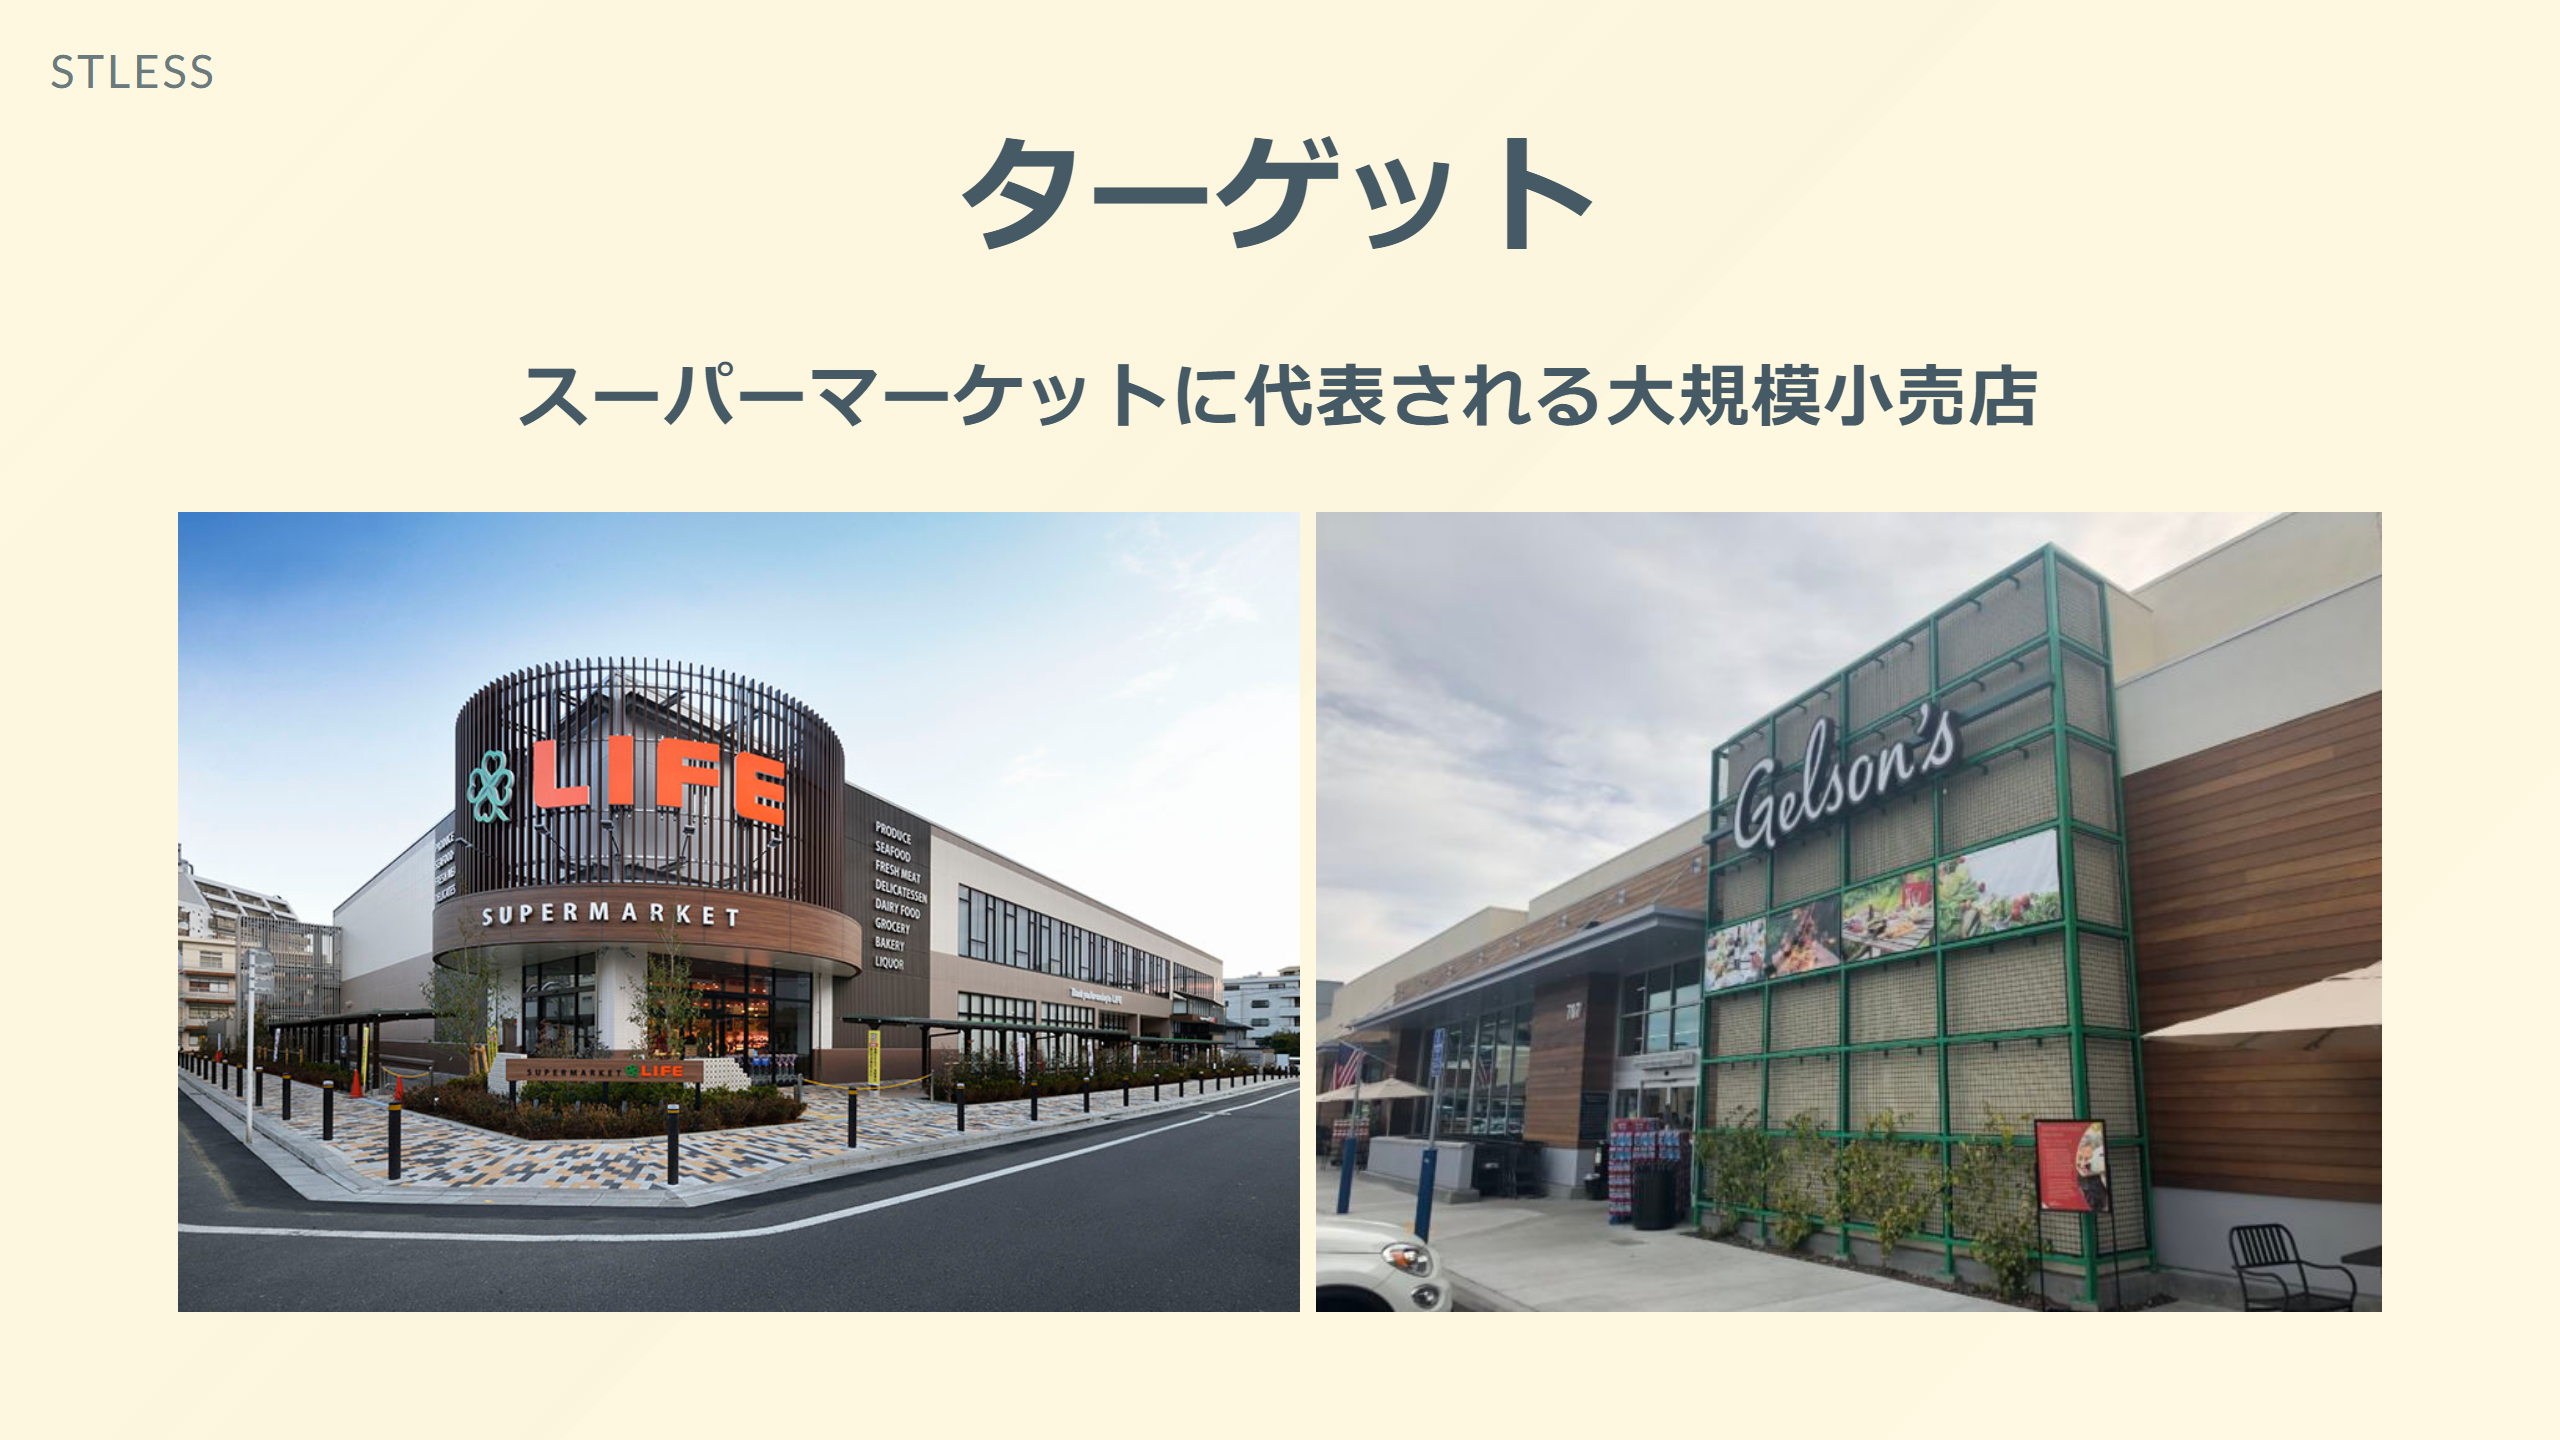 STLESS
ターゲット
スーパーマーケットに代表される大規模小売店
LIFE
SUPERMARKET
PRODUCE
SEAFOOD
FRESH MEAT
DELICATESSEN
DAIRY FOOD
GROCERY
BAKERY
LIQUOR
SUPERMARKET LIFE
Gelson's
787